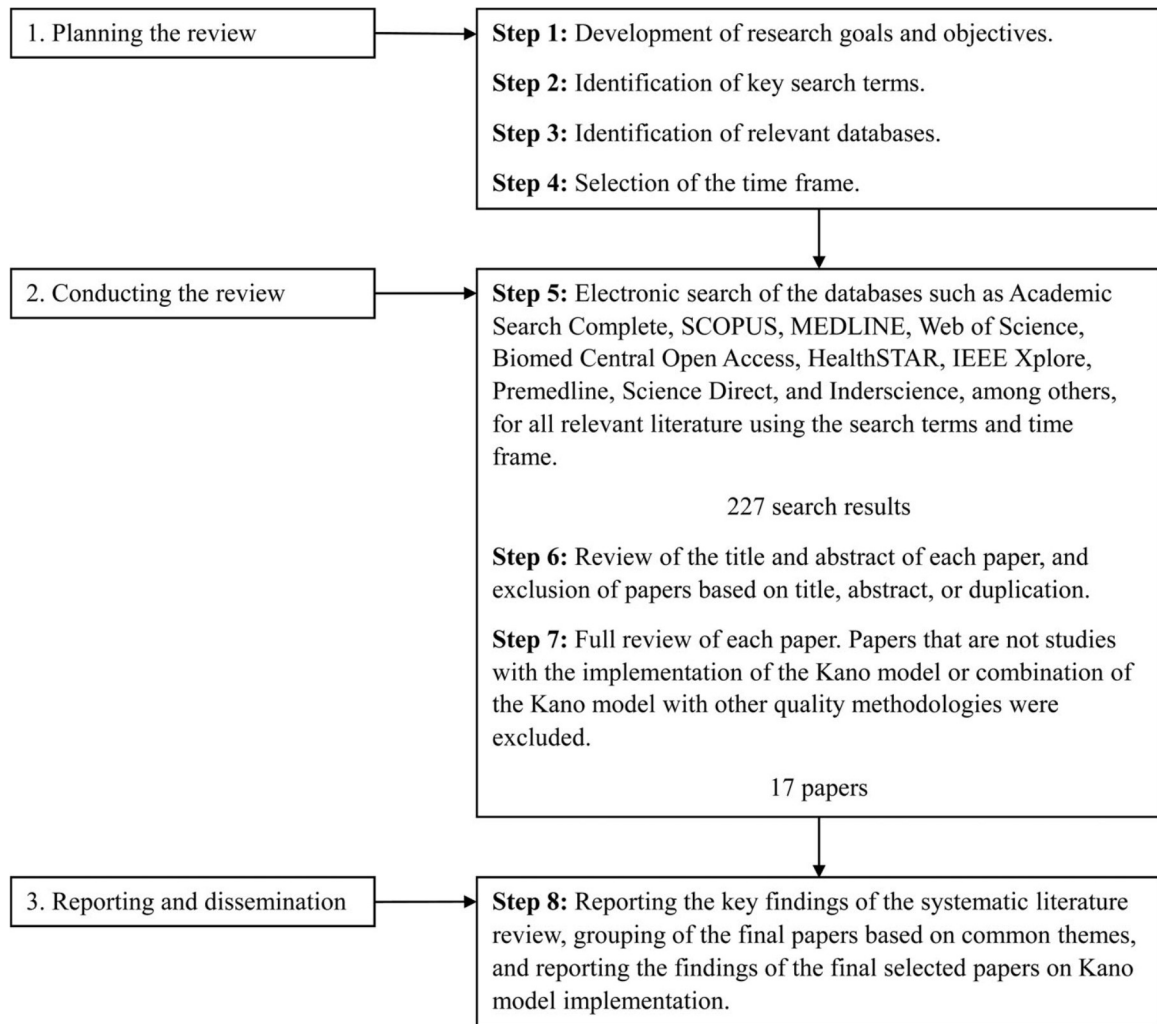 1. Planning the review
Step 1: Development of research goals and objectives.
Step 2: Identification of key search terms.
Step 3: Identification of relevant databases.
Step 4: Selection of the time frame.
2. Conducting the review
Step 5: Electronic search of the databases such as Academic
Search Complete, SCOPUS, MEDLINE, Web of Science,
Biomed Central Open Access, HealthSTAR, IEEE Xplore,
Premedline, Science Direct, and Inderscience, among others,
for all relevant literature using the search terms and time
frame.
227 search results
Step 6: Review of the title and abstract of each paper, and
exclusion of papers based on title, abstract, or duplication.
Step 7: Full review of each paper. Papers that are not studies
with the implementation of the Kano model or combination of
the Kano model with other quality methodologies were
excluded.
17 papers
3. Reporting and dissemination
Step 8: Reporting the key findings of the systematic literature
review, grouping of the final papers based on common themes,
and reporting the findings of the final selected papers on Kano
model implementation.